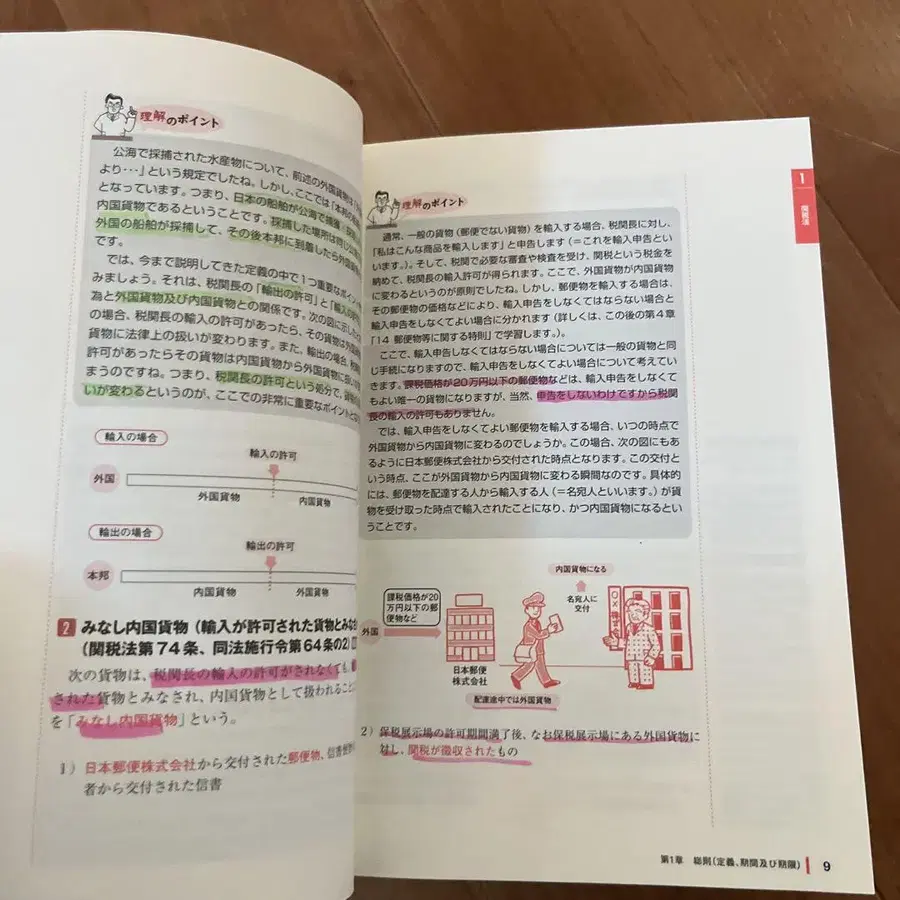 理解のポイント
公海で採捕された水産物について、前述の外国貨物は「
より…」という規定でしたね。しかし、ここでは「本邦の船
となっています。つまり、日本の船舶が公海で採捕
内国貨物であるということです。採捕した場所は同じ
外国の船舶が採捕して、その後本邦に到着したら外国貨
です。
では、今まで説明してきた定義の中で1つ重要なポイン
みましょう。それは、税関長の「輸出の許可」と「輸入の
為と外国貨物及び内国貨物との関係です。次の図に示した
の場合、税関長の輸入の許可があったら、その貨物は外国
貨物に法律上の扱いが変わります。また、輸出の場合、
許可があったらその貨物は内国貨物から外国貨物に扱い
まうのですね。つまり、税関長の許可という処分で、貨物
いが変わるというのが、ここでの非常に重要なポイントと
輸入の場合
輸入の許可
外国
外国貨物
内国貨物
輸出の場合
輸出の許可
本邦
内国貨物
外国貨物
2 みなし内国貨物（輸入が許可された貨物とみな
（関税法第74条、同法施行令第64条の2）
次の貨物は、税関長の輸入の許可がされなくても、
された貨物とみなされ、内国貨物として扱われるこ
を「みなし内国貨物」という。
1） 日本郵便株式会社から交付された郵便物、信書便
者から交付された信書
1
関税法
理解のポイント
通常、一般の貨物（郵便でない貨物）を輸入する場合、税関長に対し、
「私はこんな商品を輸入します」と申告します（＝これを輸入申告とい
います。）。そして、税関で必要な審査や検査を受け、関税という税金を
納めて、税関長の輸入許可が得られます。ここで、外国貨物が内国貨物
に変わるというのが原則でしたね。しかし、郵便物を輸入する場合は、
その郵便物の価格などにより、輸入申告をしなくてはならない場合と
輸入申告をしなくてよい場合に分かれます（詳しくは、この後の第4章
「14 郵便物等に関する特則」で学習します。）。
ここで、輸入申告しなくてはならない場合については一般の貨物と同
じ手続になりますので、輸入申告をしなくてよい場合について考えてい
きます。課税価格が20万円以下の郵便物などは、輸入申告をしなくて
もよい唯一の貨物になりますが、当然、申告をしないわけですから税関
長の輸入の許可もありません。
では、輸入申告をしなくてよい郵便物を輸入する場合、いつの時点で
外国貨物から内国貨物に変わるのでしょうか。この場合、次の図にもあ
るように日本郵便株式会社から交付された時点となります。この交付と
いう時点、ここが外国貨物から内国貨物に変わる瞬間なのです。具体的
には、郵便物を配達する人から輸入する人（＝名宛人といいます。）が貨
物を受け取った時点で輸入されたことになり、かつ内国貨物になるとい
うことです。
内国貨物になる
課税価格が20
万円以下の郵
便物など
名宛人に
交付
外国
日本郵便
株式会社
配達途中では外国貨物
2） 保税展示場の許可期間満了後、なお保税展示場にある外国貨物に
対し、関税が徴収されたもの
第1章 総則（定義、期間及び期限） 9